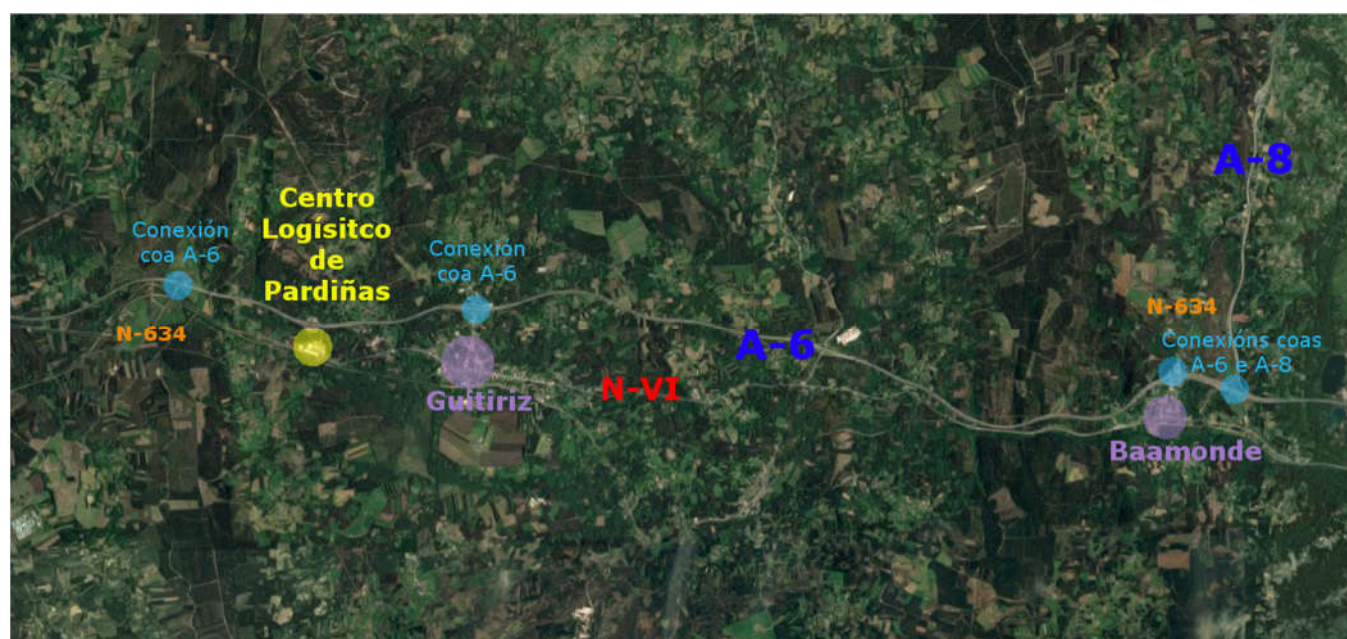 Centro
Logísitco
de
Pardiñas
Conexión
coa A-6
Conexión
coa A-6
N-634
Guitiriz
N-VI
A-6
A-8
N-634
Conexións coas
A-6 e A-8
Baamonde